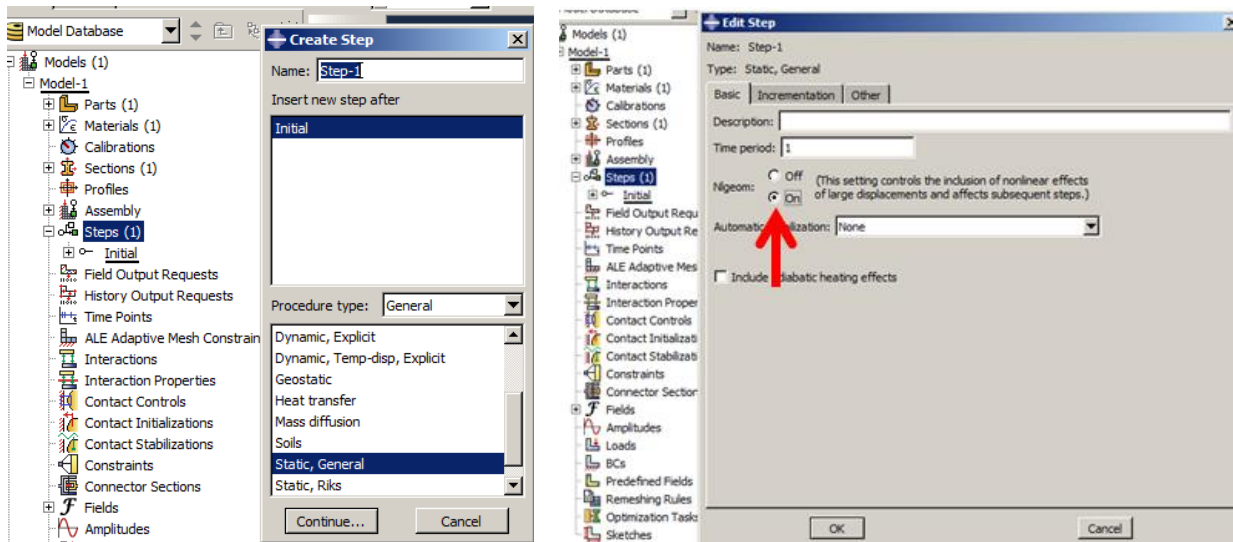 Model Database
Models (1)
Model-1
Parts (1)
Materials (1)
Calibrations
Sections (1)
Profiles
Assembly
Steps (1)
Initial
Field Output Requests
History Output Requests
Time Points
ALE Adaptive Mesh Constrain
Interactions
Interaction Properties
Contact Controls
Contact Initializations
Contact Stabilizations
Constraints
Connector Sections
Fields
Amplitudes
Create Step
Name: Step-1
Insert new step after
Initial
Procedure type: General
Dynamic, Explicit
Dynamic, Temp-disp, Explicit
Geostatic
Heat transfer
Mass diffusion
Soils
Static, General
Static, Riks
Continue... Cancel
Models (1)
Model-1
Parts (1)
Materials (1)
Calibrations
Sections (1)
Profiles
Assembly
Steps (1)
Initial
Field Output Requ
History Output Re
Time Points
ALE Adaptive Mes
Interactions
Interaction Proper
Contact Controls
Contact Initializati
Contact Stabilizati
Constraints
Connector Section
Fields
Amplitudes
Loads
BCs
Predefined Fields
Remeshing Rules
Optimization Tasks
Sketches
Edit Step
Name: Step-1
Type: Static, General
Basic Incrementation Other
Description:
Time period: 1
Nlgeom:
Off
On
(This setting controls the inclusion of nonlinear effects
of large displacements and affects subsequent steps.)
None
Include
heating effects
OK Cancel